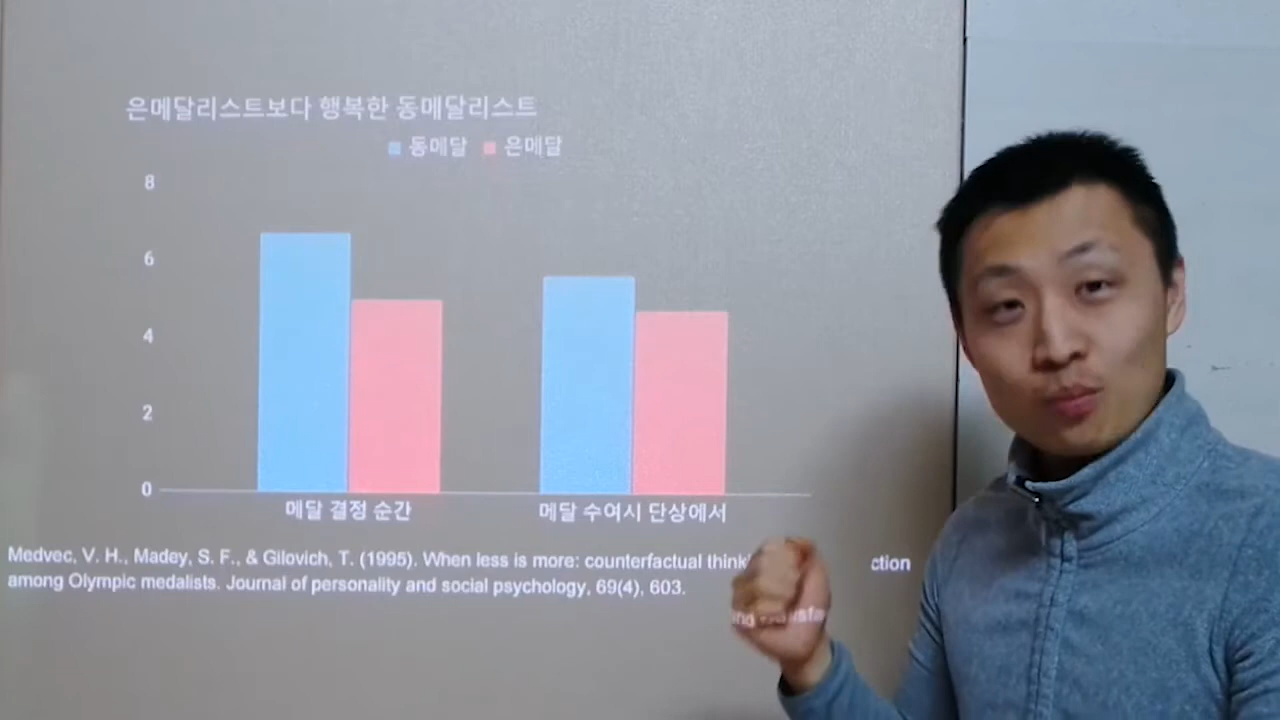 은메달리스트보다 행복한 동메달리스트
동메달 은메달
8
6
4
2
0
메달 결정 순간 메달 수여시 단상에서
Medvec, V. H., Madey, S. F., & Gilovich, T. (1995). When less is more: counterfactual ction
among Olympic medalists. Journal of personality and social psychology, 69(4), 603.